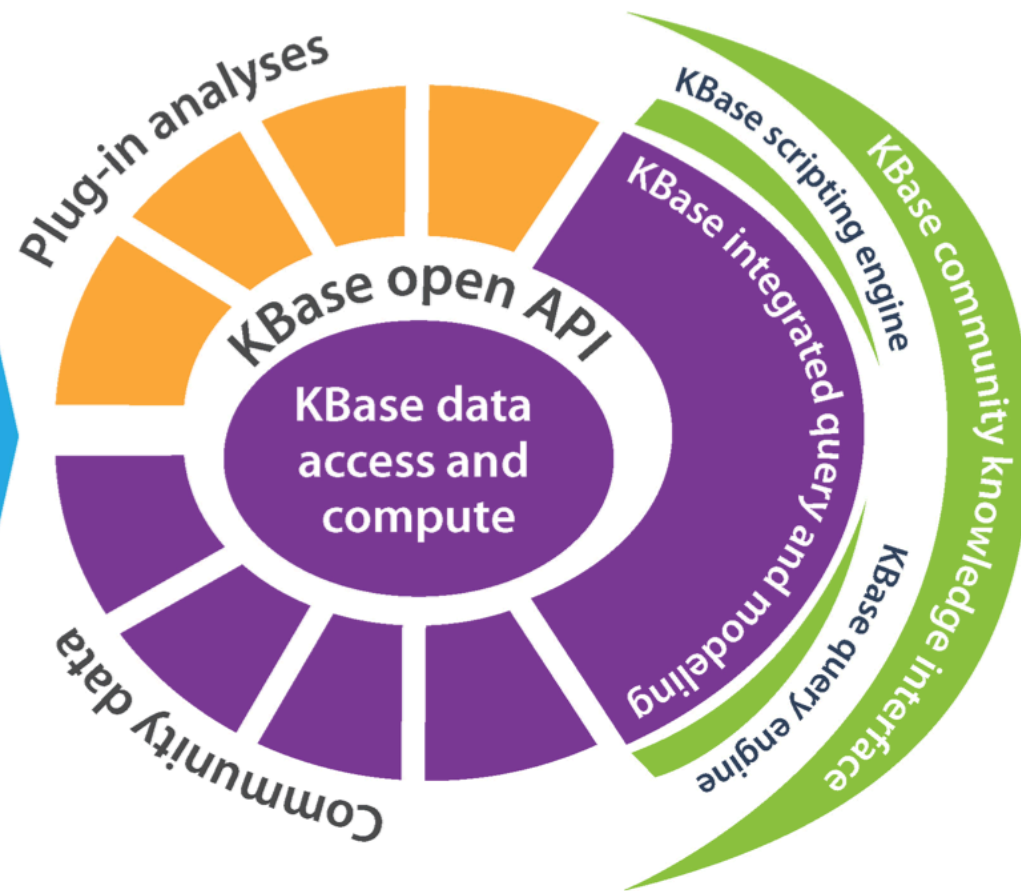 Plug-in analyses
KBase open API
KBase data
access and
compute
Community data
KBase integrated query and modeling
KBase scripting engine
KBase query engine
KBase community knowledge interface